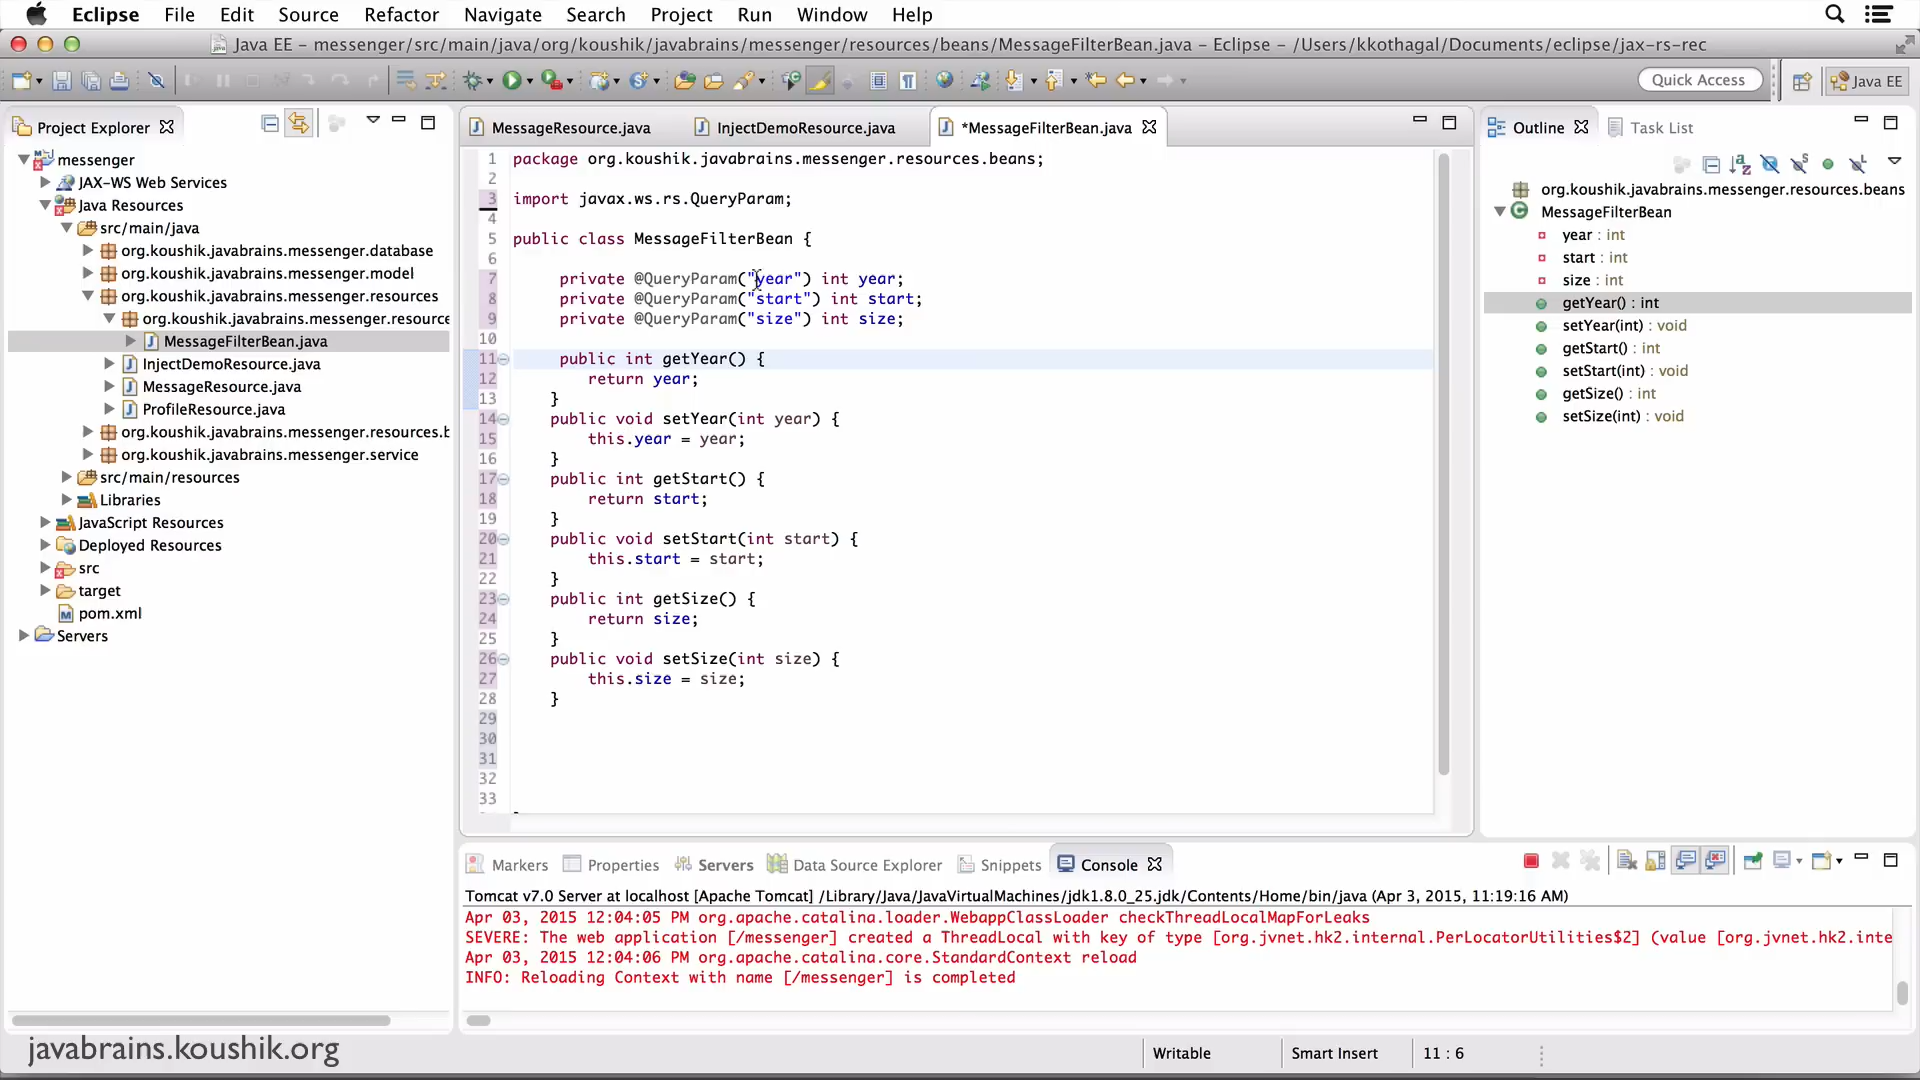 Eclipse File Edit Source Refactor Navigate Search Project Run Window Help
Java EE - messenger/src/main/java/org/koushik/javabrains/messenger/resources/beans/MessageFilterBean.java - Eclipse - /Users/kkothagal/Documents/eclipse/jax-rs-rec
Quick Access
Java EE
Project Explorer
messenger
JAX-WS Web Services
Java Resources
src/main/java
org.koushik.javabrains.messenger.database
org.koushik.javabrains.messenger.model
org.koushik.javabrains.messenger.resources
org.koushik.javabrains.messenger.resource
MessageFilterBean.java
InjectDemoResource.java
MessageResource.java
ProfileResource.java
org.koushik.javabrains.messenger.resources.b
org.koushik.javabrains.messenger.service
src/main/resources
Libraries
JavaScript Resources
Deployed Resources
src
target
pom.xml
Servers
MessageResource.java InjectDemoResource.java *MessageFilterBean.java
1 package org.koushik.javabrains.messenger.resources.beans;
2
3 import javax.ws.rs.QueryParam;
4
5 public class MessageFilterBean {
6
7 private @QueryParam("year") int year;
8 private @QueryParam("start") int start;
9 private @QueryParam("size") int size;
10
11 public int getYear() {
12 return year;
13 }
14 public void setYear(int year) {
15 this.year = year;
16 }
17 public int getStart() {
18 return start;
19 }
20 public void setStart(int start) {
21 this.start = start;
22 }
23 public int getSize() {
24 return size;
25 }
26 public void setSize(int size) {
27 this.size = size;
28 }
29
30
31
32
33
Outline Task List
org.koushik.javabrains.messenger.resources.beans
MessageFilterBean
year : int
start : int
size : int
getYear() : int
setYear(int) : void
getStart() : int
setStart(int) : void
getSize() : int
setSize(int) : void
Markers Properties Servers Data Source Explorer Snippets Console
Tomcat v7.0 Server at localhost [Apache Tomcat] /Library/Java/JavaVirtualMachines/jdk1.8.0_25.jdk/Contents/Home/bin/java (Apr 3, 2015, 11:19:16 AM)
Apr 03, 2015 12:04:05 PM org.apache.catalina.loader.WebappClassLoader checkThreadLocalMapForLeaks
SEVERE: The web application [/messenger] created a ThreadLocal with key of type [org.jvnet.hk2.internal.PerLocatorUtilities$2] (value [org.jvnet.hk2.inte
Apr 03, 2015 12:04:06 PM org.apache.catalina.core.StandardContext reload
INFO: Reloading Context with name [/messenger] is completed
javabrains.koushik.org
Writable Smart Insert 11 : 6